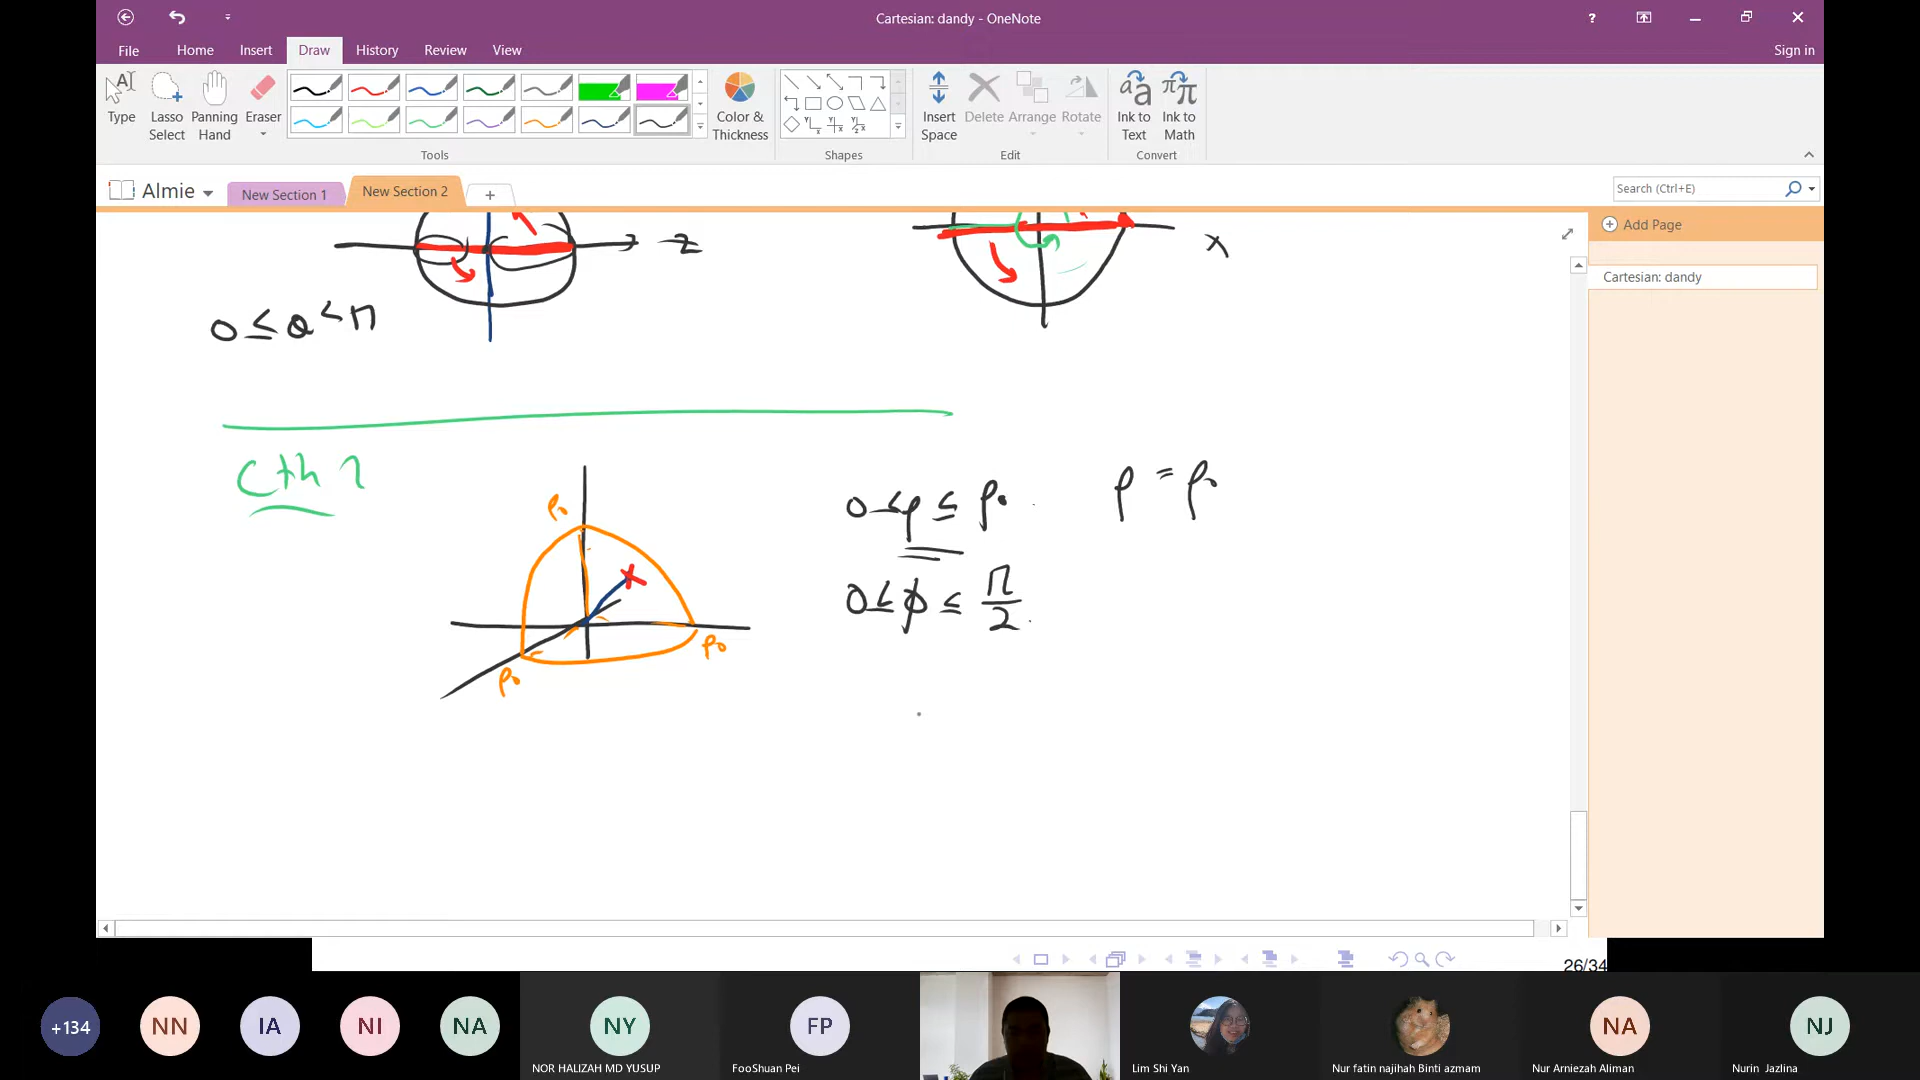 Cartesian: dandy - OneNote
?
File Home Insert Draw History Review View Sign in
Type
Lasso Select
Panning Hand
Eraser
Color & Thickness
Insert Space
Delete Arrange Rotate
Ink to Text
Ink to Math
Tools Shapes Edit Convert
Almie New Section 1 New Section 2 +
Search (Ctrl+E)
Add Page
Cartesian: dandy
z
x
0 ≤ θ < π
Cth 2
ρ₀
ρ₀
ρ₀
0 ≤ ρ ≤ ρ₀
ρ = ρ₀
0 ≤ φ ≤ π/2
26/34
+134 NN IA NI NA NY FP NA NJ
NOR HALIZAH MD YUSUP
FooShuan Pei
Lim Shi Yan
Nur fatin najihah Binti azmam
Nur Arniezah Aliman
Nurin Jazlina